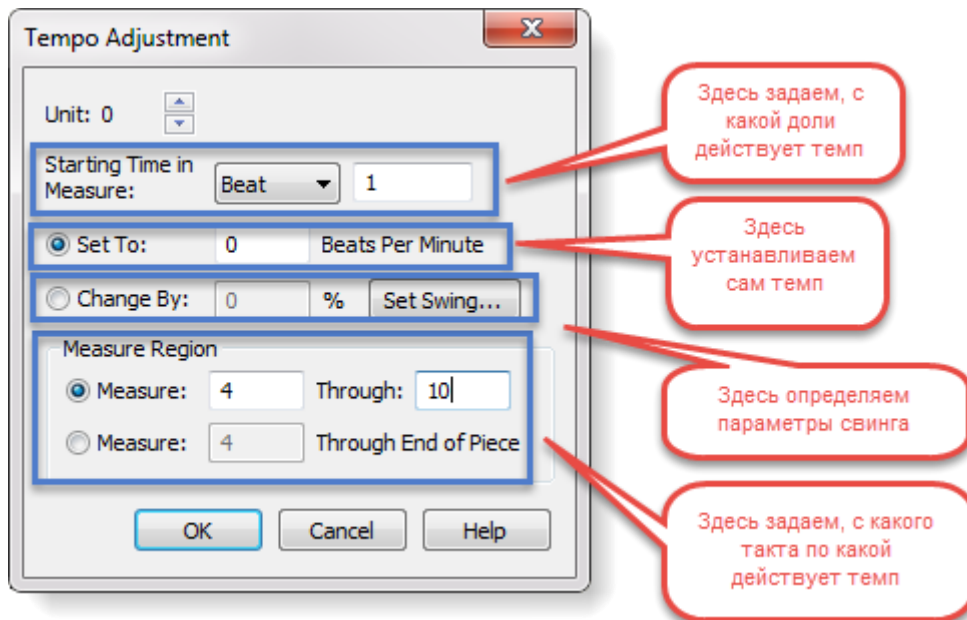 Tempo Adjustment
Unit: 0
Starting Time in
Measure:
Beat
1
Set To:
0
Beats Per Minute
Change By:
0
%
Set Swing...
Measure Region
Measure:
4
Through:
10
Measure:
4
Through End of Piece
OK
Cancel
Help
Здесь задаем, с
какой доли
действует темп
Здесь
устанавливаем
сам темп
Здесь определяем
параметры свинга
Здесь задаем, с какого
такта по какой
действует темп